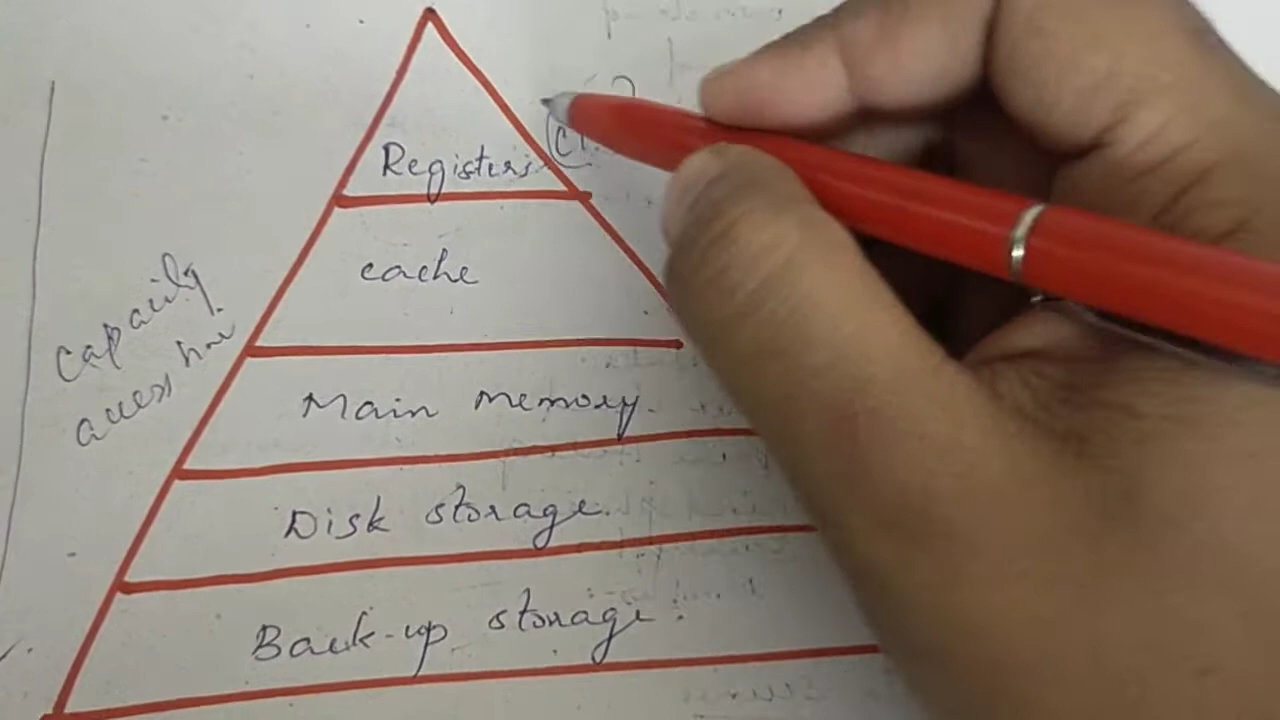 Registers
cache
Capacity
access
Main memory.
Disk storage.
Back-up storage.